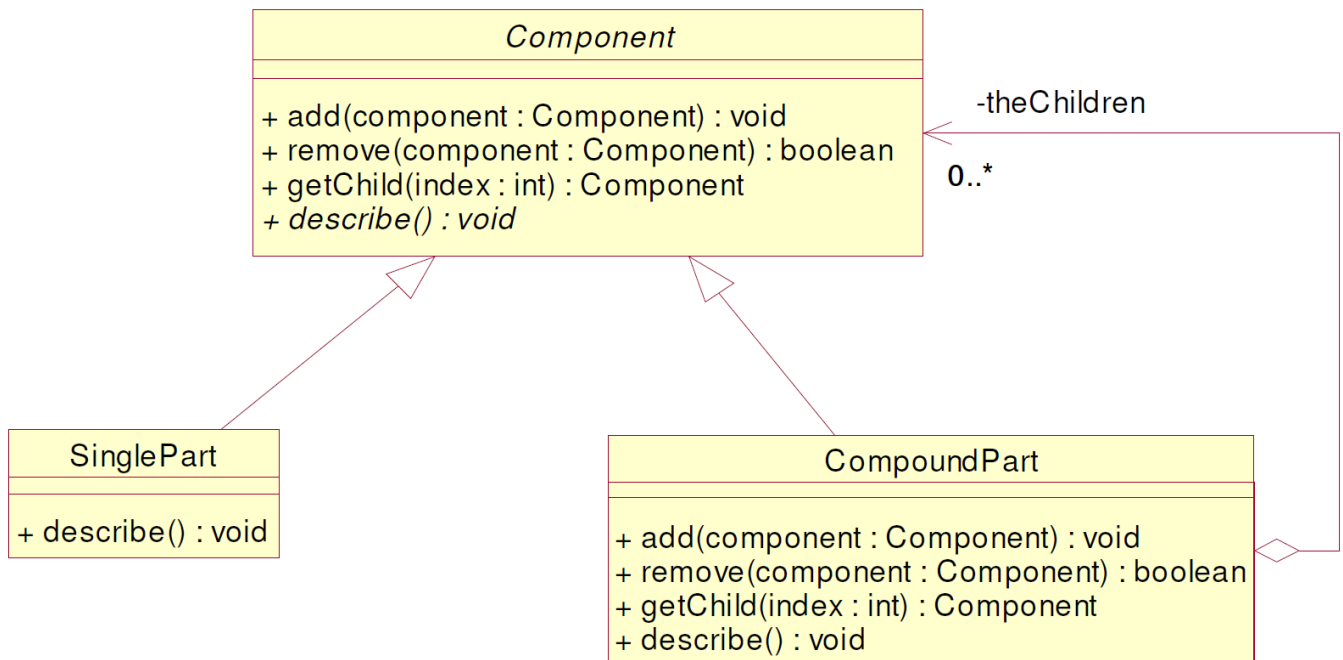 Component
+ add(component : Component) : void
+ remove(component : Component) : boolean
+ getChild(index : int) : Component
+ describe() : void
-theChildren
0..*
SinglePart
+ describe() : void
CompoundPart
+ add(component : Component) : void
+ remove(component : Component) : boolean
+ getChild(index : int) : Component
+ describe() : void